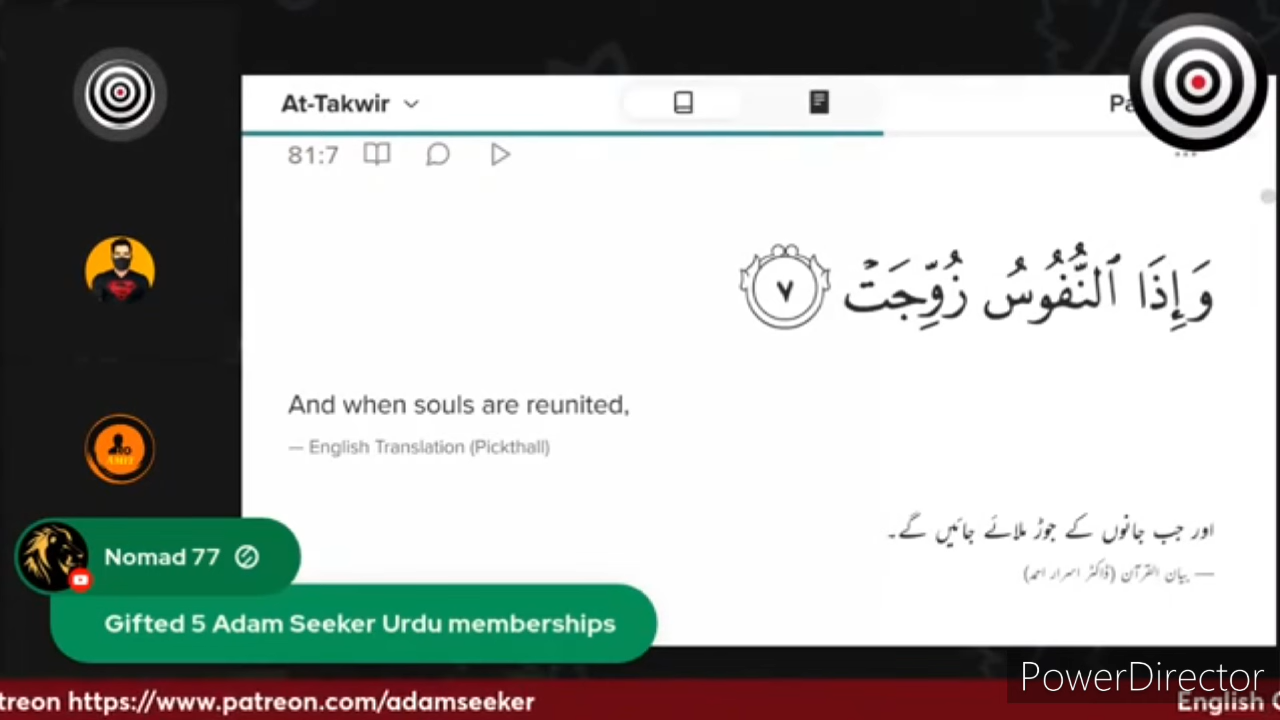 At-Takwir
Pa
81:7
وَإِذَا ٱلنُّفُوسُ زُوِّجَتۡ ٧
And when souls are reunited,
— English Translation (Pickthall)
اور جب جانوں کے جوڑ ملائے جائیں گے۔
— بیان القرآن (ڈاکٹر اسرار احمد)
Nomad 77
Gifted 5 Adam Seeker Urdu memberships
PowerDirector
treon https://www.patreon.com/adamseeker
English